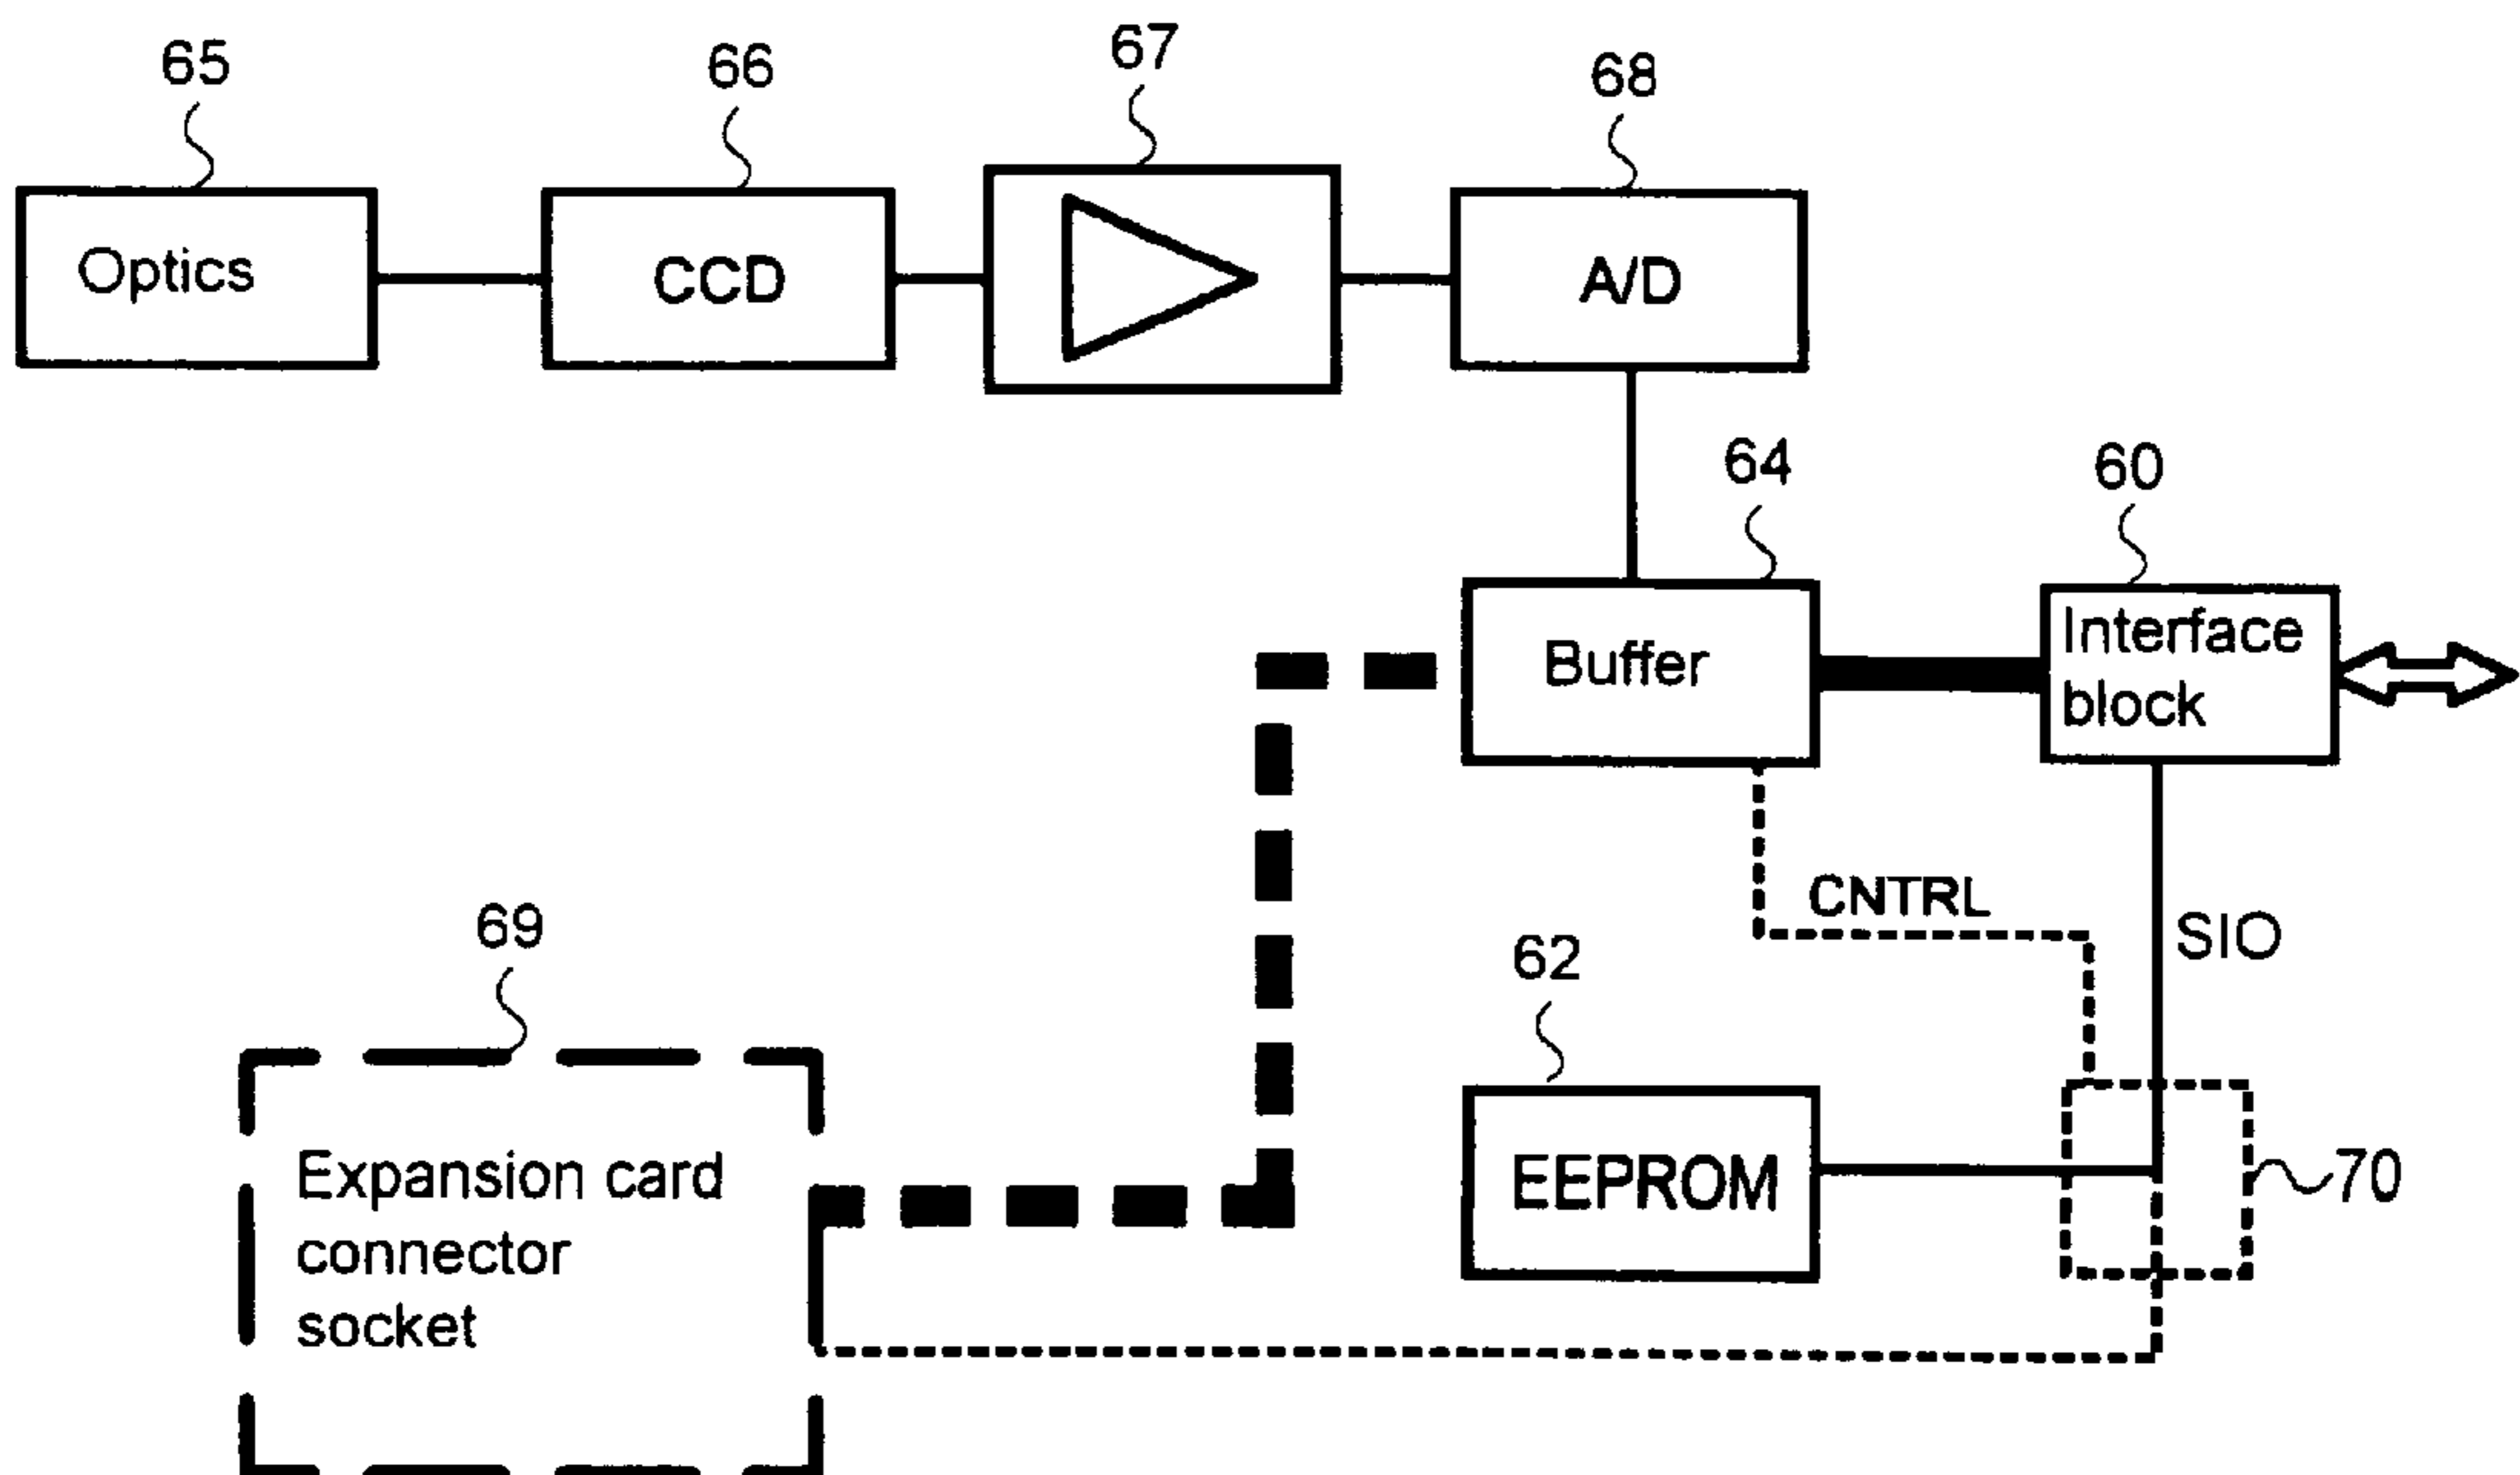 65
66
67
68
Optics
CCD
A/D
64
60
Buffer
Interface
block
CNTRL
SIO
69
62
Expansion card
connector
socket
EEPROM
70